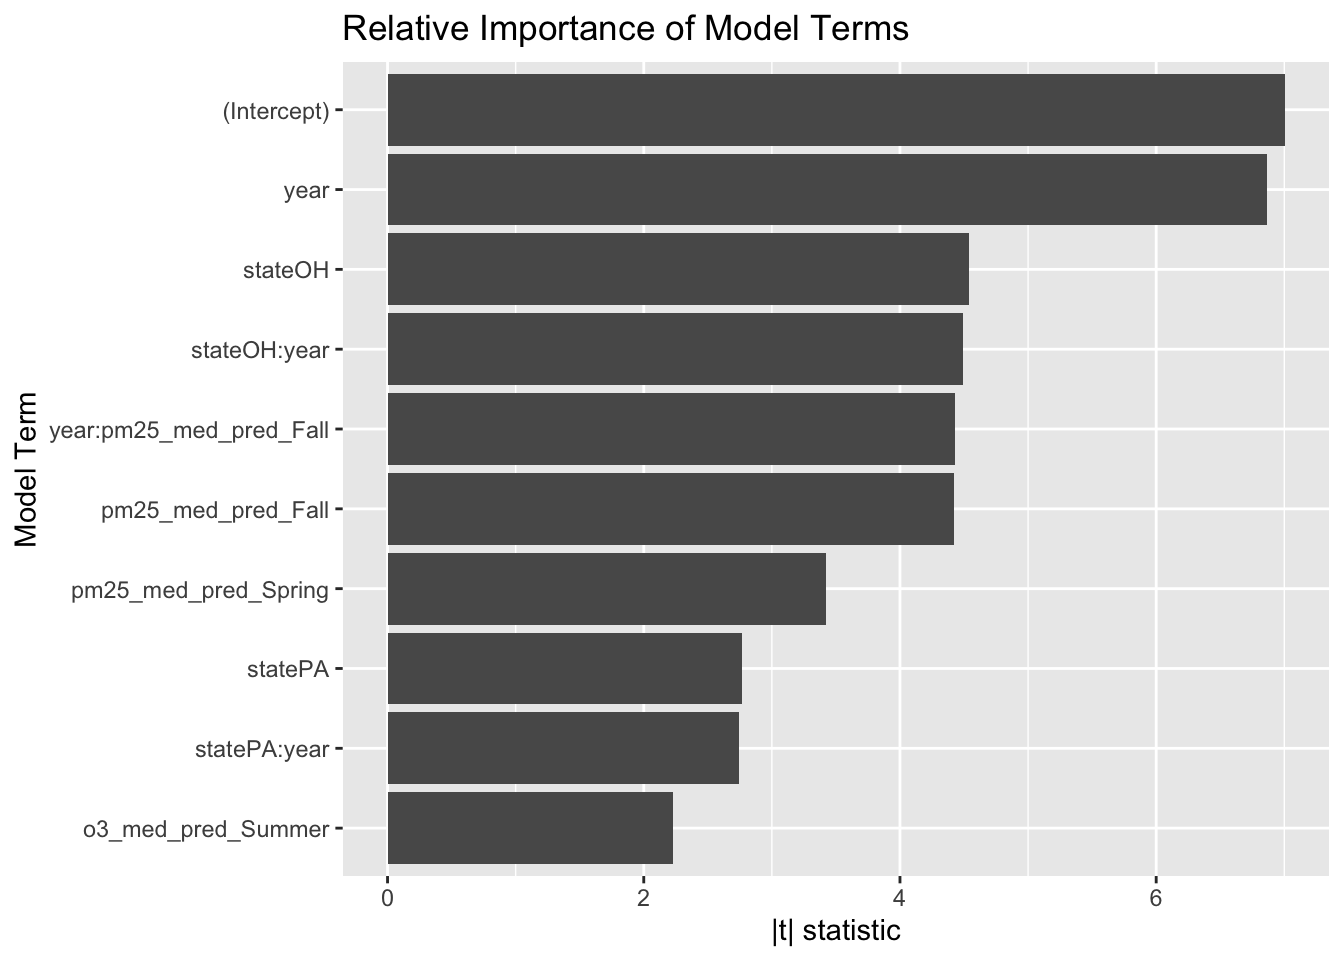 Relative Importance of Model Terms
(Intercept)
year
stateOH
stateOH:year
year:pm25_med_pred_Fall
pm25_med_pred_Fall
pm25_med_pred_Spring
statePA
statePA:year
o3_med_pred_Summer
Model Term
0 2 4 6
|t| statistic